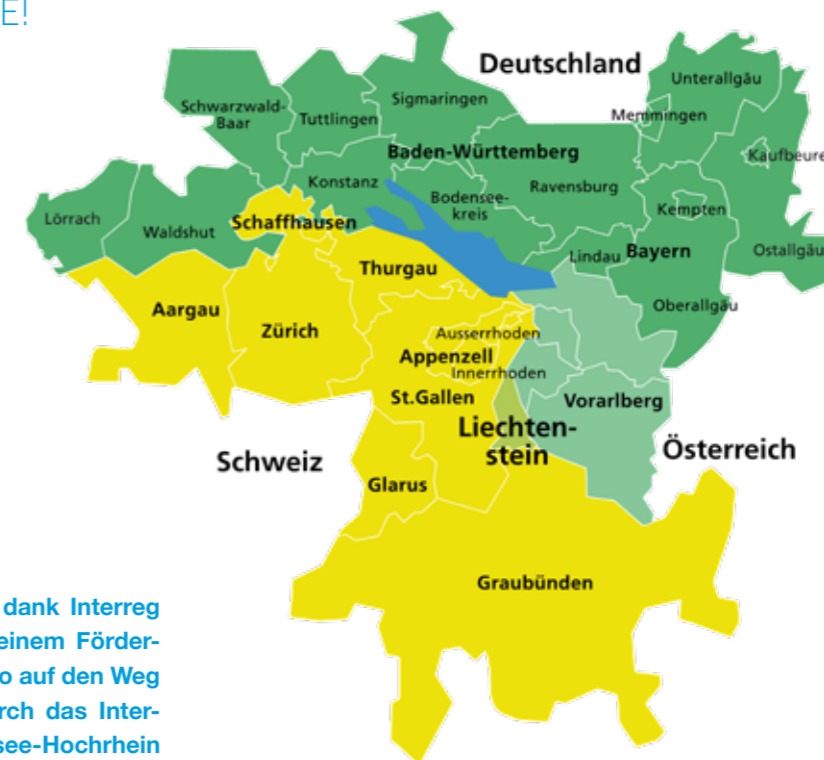 E!
Deutschland
Unterallgäu
Schwarzwald-
Baar
Tuttlingen
Sigmaringen
Memmingen
Baden-Württemberg
Kaufbeure
Konstanz
Bodensee-
kreis
Ravensburg
Kempten
Lörrach
Waldshut
Schaffhausen
Lindau
Bayern
Ostallgäu
Thurgau
Aargau
Zürich
Oberallgäu
Ausserrhoden
Appenzell
Innerrhoden
St.Gallen
Vorarlberg
Liechten-
stein
Schweiz
Österreich
Glarus
Graubünden
dank Interreg
einem Förder-
o auf den Weg
rch das Inter-
see-Hochrhein